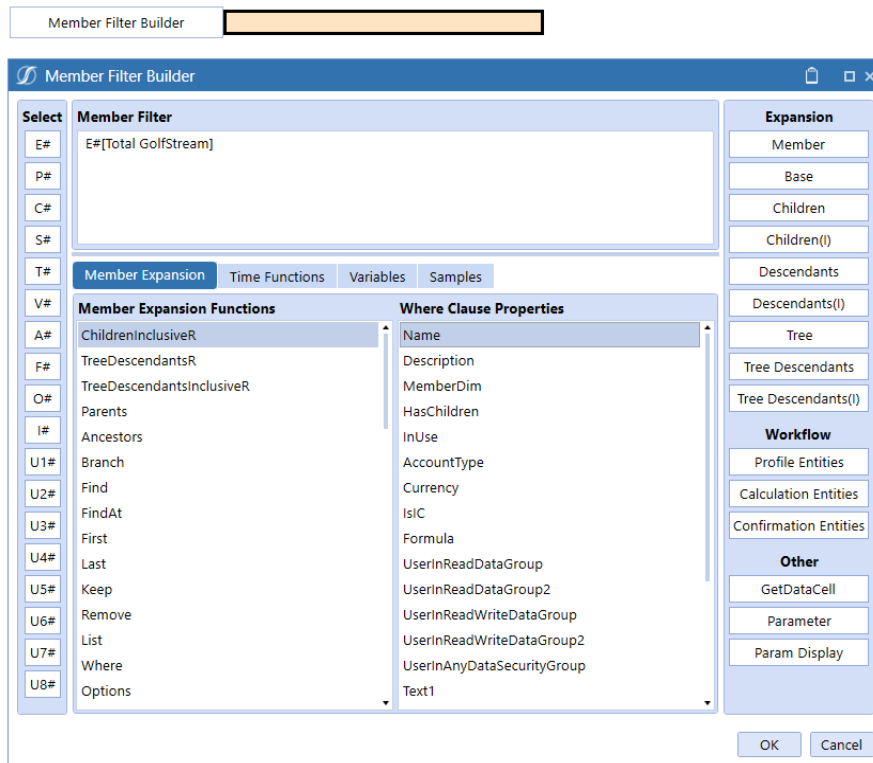 Member Filter Builder
Member Filter Builder
Select
E#
P#
C#
S#
T#
V#
A#
F#
O#
I#
U1#
U2#
U3#
U4#
U5#
U6#
U7#
U8#
Member Filter
E#[Total GolfStream]
Member Expansion
Time Functions
Variables
Samples
Member Expansion Functions
ChildrenInclusiveR
TreeDescendantsR
TreeDescendantsInclusiveR
Parents
Ancestors
Branch
Find
FindAt
First
Last
Keep
Remove
List
Where
Options
Where Clause Properties
Name
Description
MemberDim
HasChildren
InUse
AccountType
Currency
IsIC
Formula
UserInReadDataGroup
UserInReadDataGroup2
UserInReadWriteDataGroup
UserInReadWriteDataGroup2
UserInAnyDataSecurityGroup
Text1
Expansion
Member
Base
Children
Children(I)
Descendants
Descendants(I)
Tree
Tree Descendants
Tree Descendants(I)
Workflow
Profile Entities
Calculation Entities
Confirmation Entities
Other
GetDataCell
Parameter
Param Display
OK
Cancel